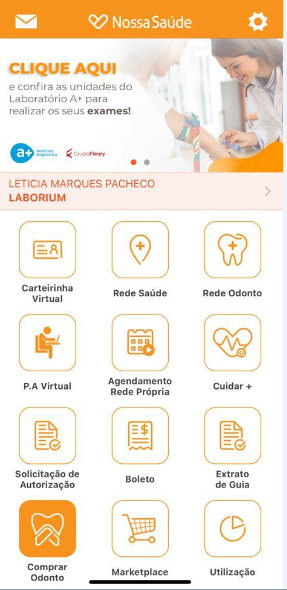 NossaSaúde
CLIQUE AQUI
e confira as unidades do
Laboratório A+ para
realizar os seus exames!
a+ medicina
diagnóstica
GrupoFleury
LETICIA MARQUES PACHECO
LABORIUM
Carteirinha
Virtual
Rede Saúde
Rede Odonto
P.A Virtual
Agendamento
Rede Própria
Cuidar +
Solicitação de
Autorização
Boleto
Extrato
de Guia
Comprar
Odonto
Marketplace
Utilização